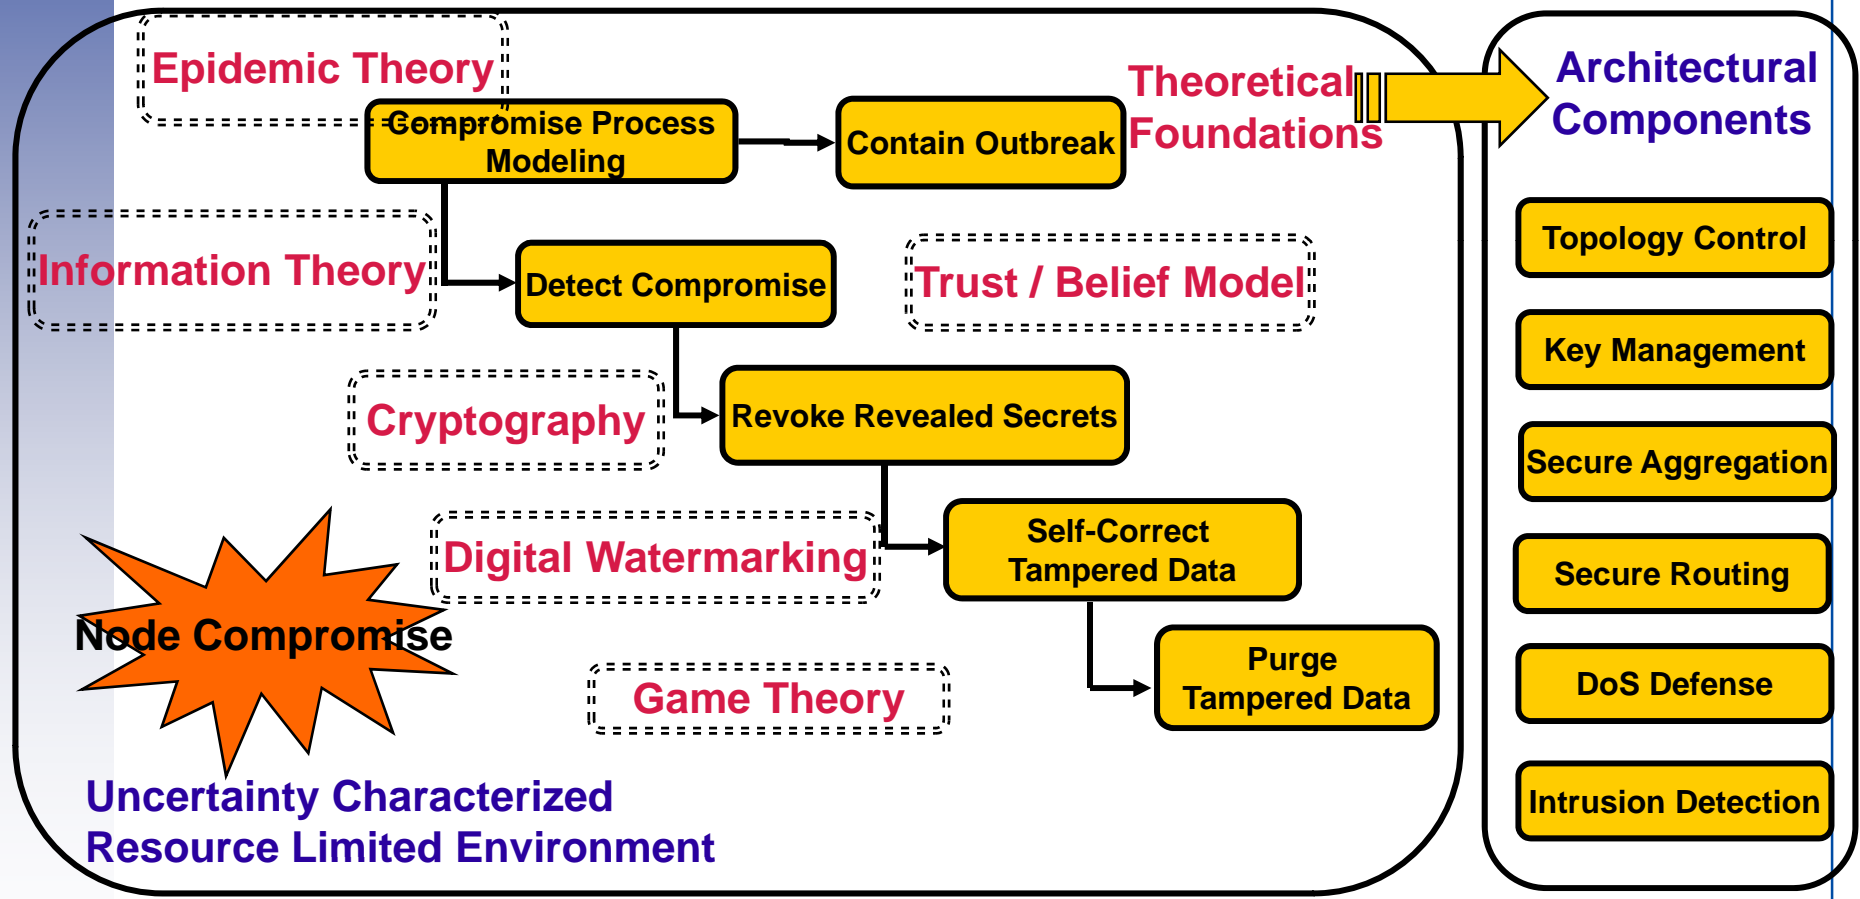 Epidemic Theory
Compromise Process
Modeling
Contain Outbreak
Theoretical
Foundations
Information Theory
Detect Compromise
Trust / Belief Model
Cryptography
Revoke Revealed Secrets
Digital Watermarking
Self-Correct
Tampered Data
Node Compromise
Game Theory
Purge
Tampered Data
Uncertainty Characterized
Resource Limited Environment
Architectural
Components
Topology Control
Key Management
Secure Aggregation
Secure Routing
DoS Defense
Intrusion Detection